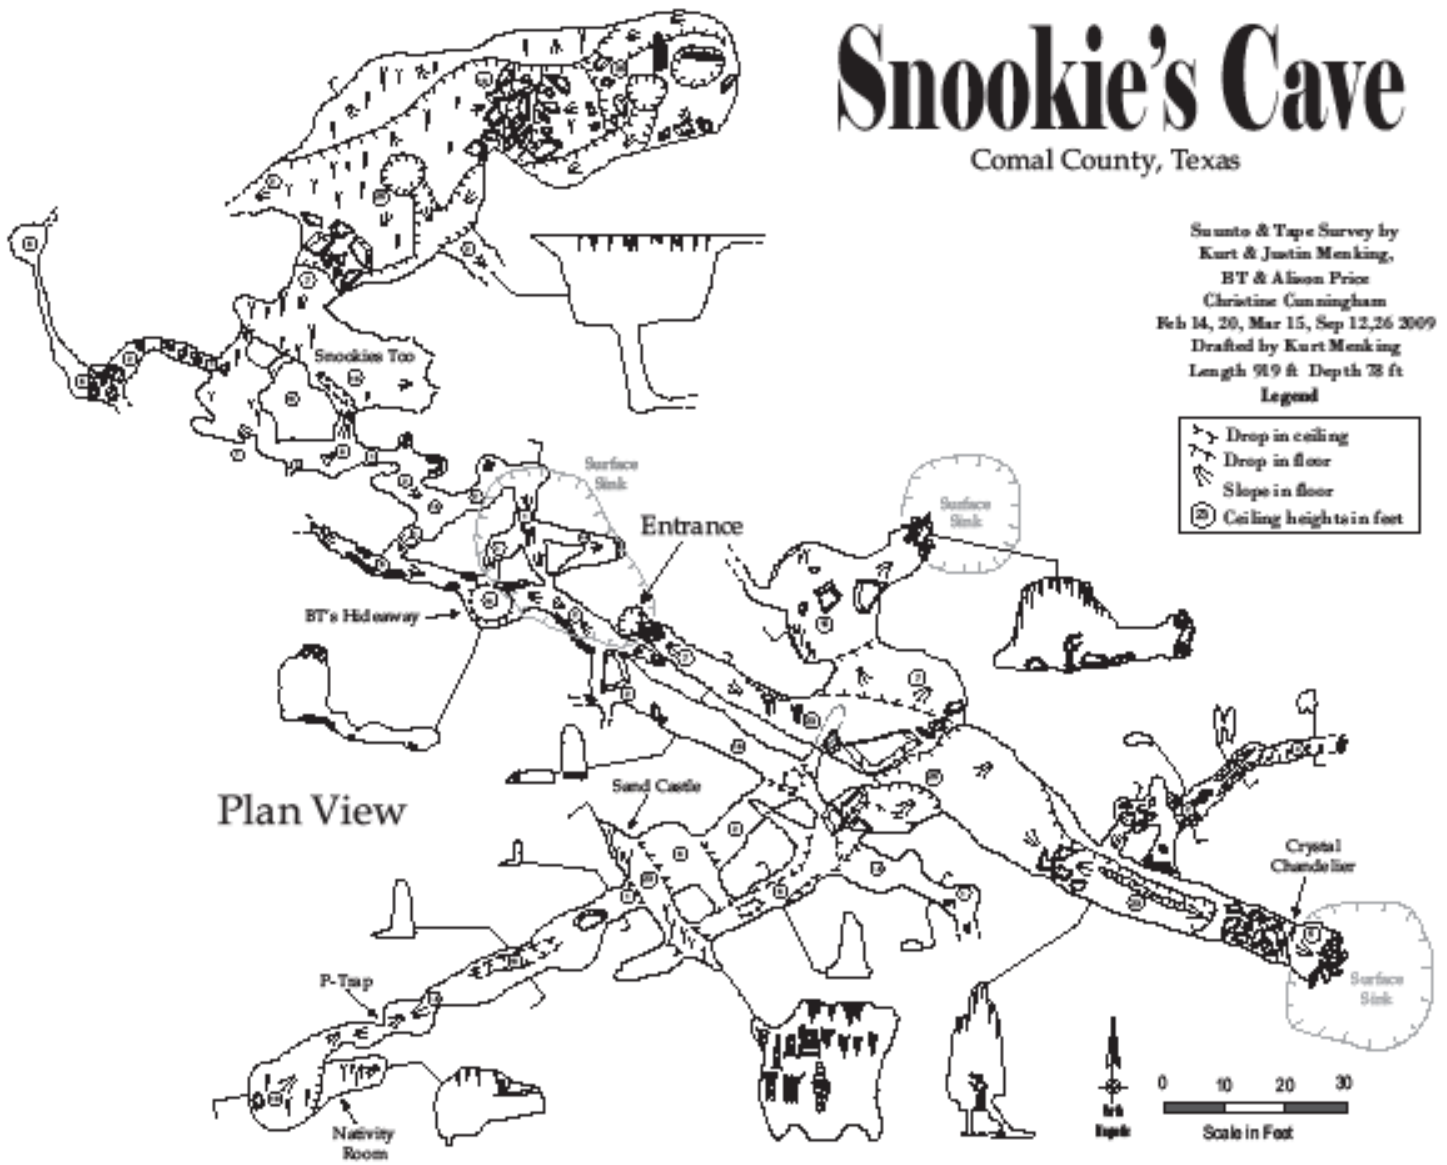 Snookie's Cave
Comal County, Texas
Suunto & Tape Survey by
Kurt & Justin Menking,
BT & Alison Price
Christine Cunningham
Feb 14, 20, Mar 15, Sep 12,26 2009
Drafted by Kurt Menking
Length 919 ft Depth 78 ft
Legend
Drop in ceiling
Drop in floor
Slope in floor
Ceiling heights in feet
Snookies Too
Surface
Sink
Entrance
Surface
Sink
BT's Hideaway
Plan View
Sand Castle
Crystal
Chandelier
P-Trap
Surface
Sink
Nativity
Room
0 10 20 30
Scale in Feet